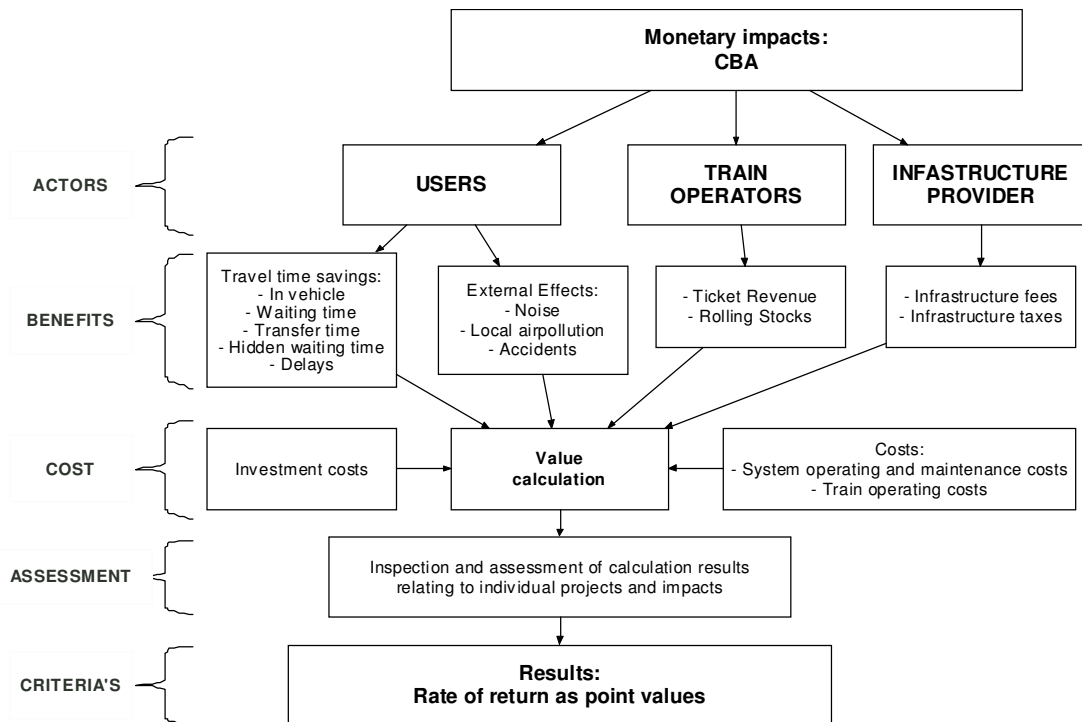 Monetary impacts:
CBA
ACTORS
USERS
TRAIN
OPERATORS
INFASTRUCTURE
PROVIDER
BENEFITS
Travel time savings:
- In vehicle
- Waiting time
- Transfer time
- Hidden waiting time
- Delays
External Effects:
- Noise
- Local airpollution
- Accidents
- Ticket Revenue
- Rolling Stocks
- Infrastructure fees
- Infrastructure taxes
COST
Investment costs
Value
calculation
Costs:
- System operating and maintenance costs
- Train operating costs
ASSESSMENT
Inspection and assessment of calculation results
relating to individual projects and impacts
CRITERIA'S
Results:
Rate of return as point values